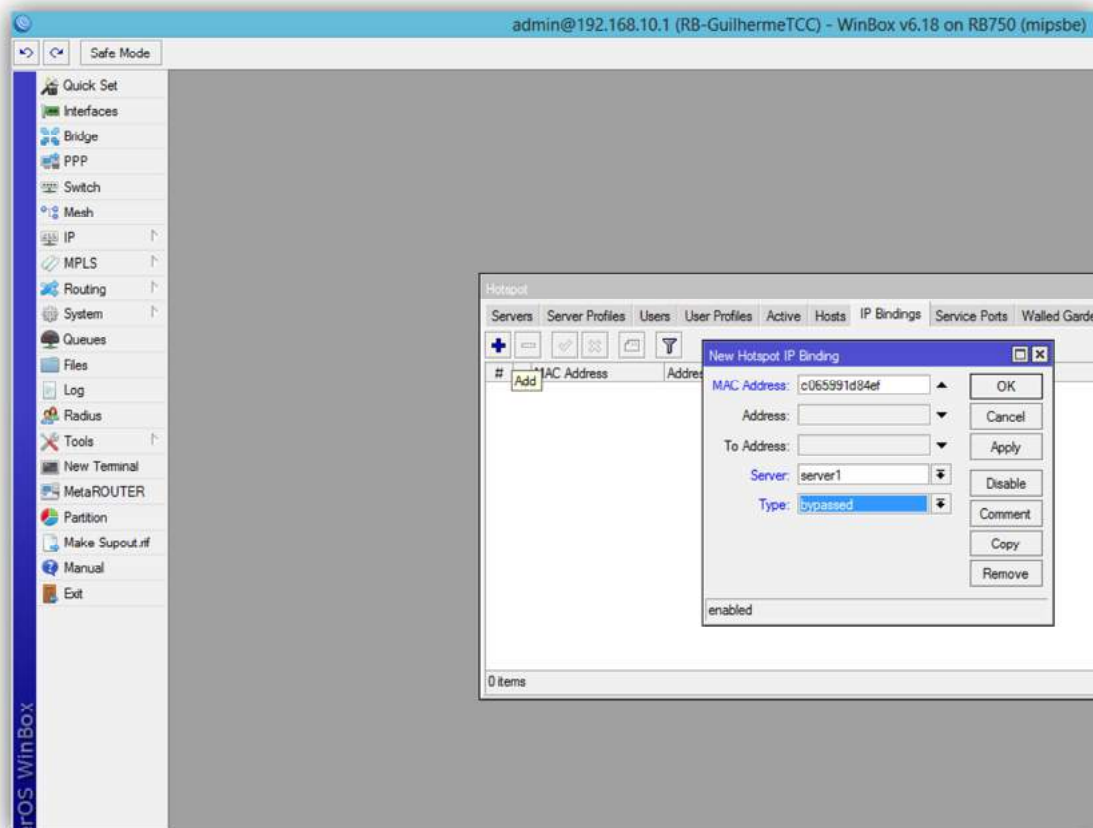 admin@192.168.10.1 (RB-GuilhermeTCC) - WinBox v6.18 on RB750 (mipsbe)
Safe Mode
Quick Set
Interfaces
Bridge
PPP
Switch
Mesh
IP
MPLS
Routing
System
Queues
Files
Log
Radius
Tools
New Terminal
MetaROUTER
Partition
Make Supout.rif
Manual
Exit
rOS WinBox
Hotspot
Servers Server Profiles Users User Profiles Active Hosts IP Bindings Service Ports Walled Garde
# MAC Address Addres
Add
New Hotspot IP Binding
MAC Address: c065991d84ef
Address:
To Address:
Server: server1
Type: bypassed
OK
Cancel
Apply
Disable
Comment
Copy
Remove
enabled
0 items